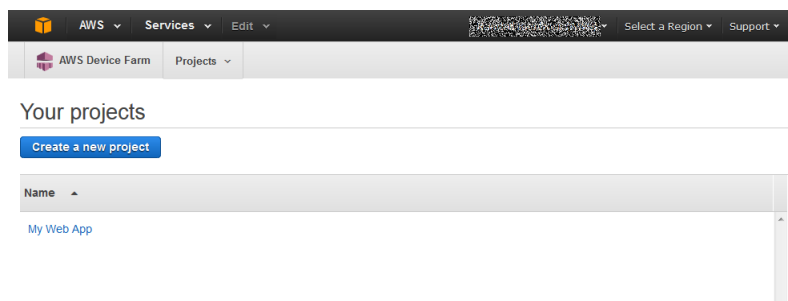 AWS Services Edit Select a Region Support
AWS Device Farm Projects
Your projects
Create a new project
Name
My Web App